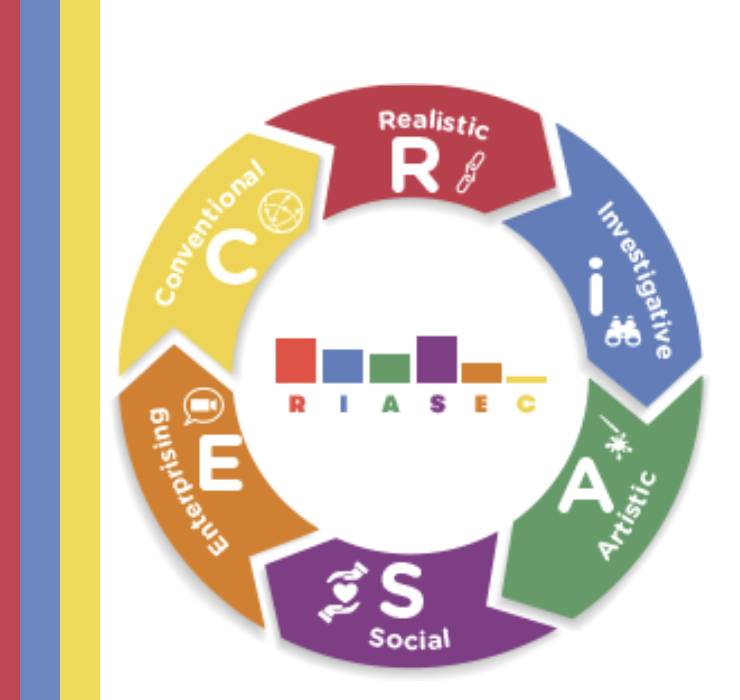 Realistic
R
Investigative
i
Artistic
A
Social
S
Enterprising
E
Conventional
C
R I A S E C